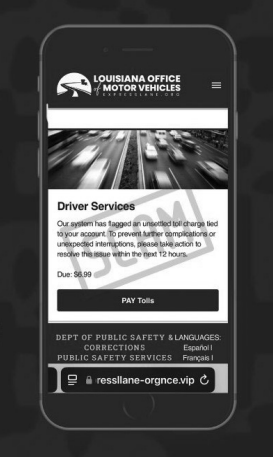 LOUISIANA OFFICE
of MOTOR VEHICLES
EXPRESSLANE.ORG
Driver Services
Our system has flagged an unsettled toll charge tied
to your account. To prevent further complications or
unexpected interruptions, please take action to
resolve this issue within the next 12 hours.
SCAM
Due: $6.99
PAY Tolls
DEPT OF PUBLIC SAFETY & LANGUAGES:
CORRECTIONS Español |
PUBLIC SAFETY SERVICES Français |
ressllane-orgnce.vip